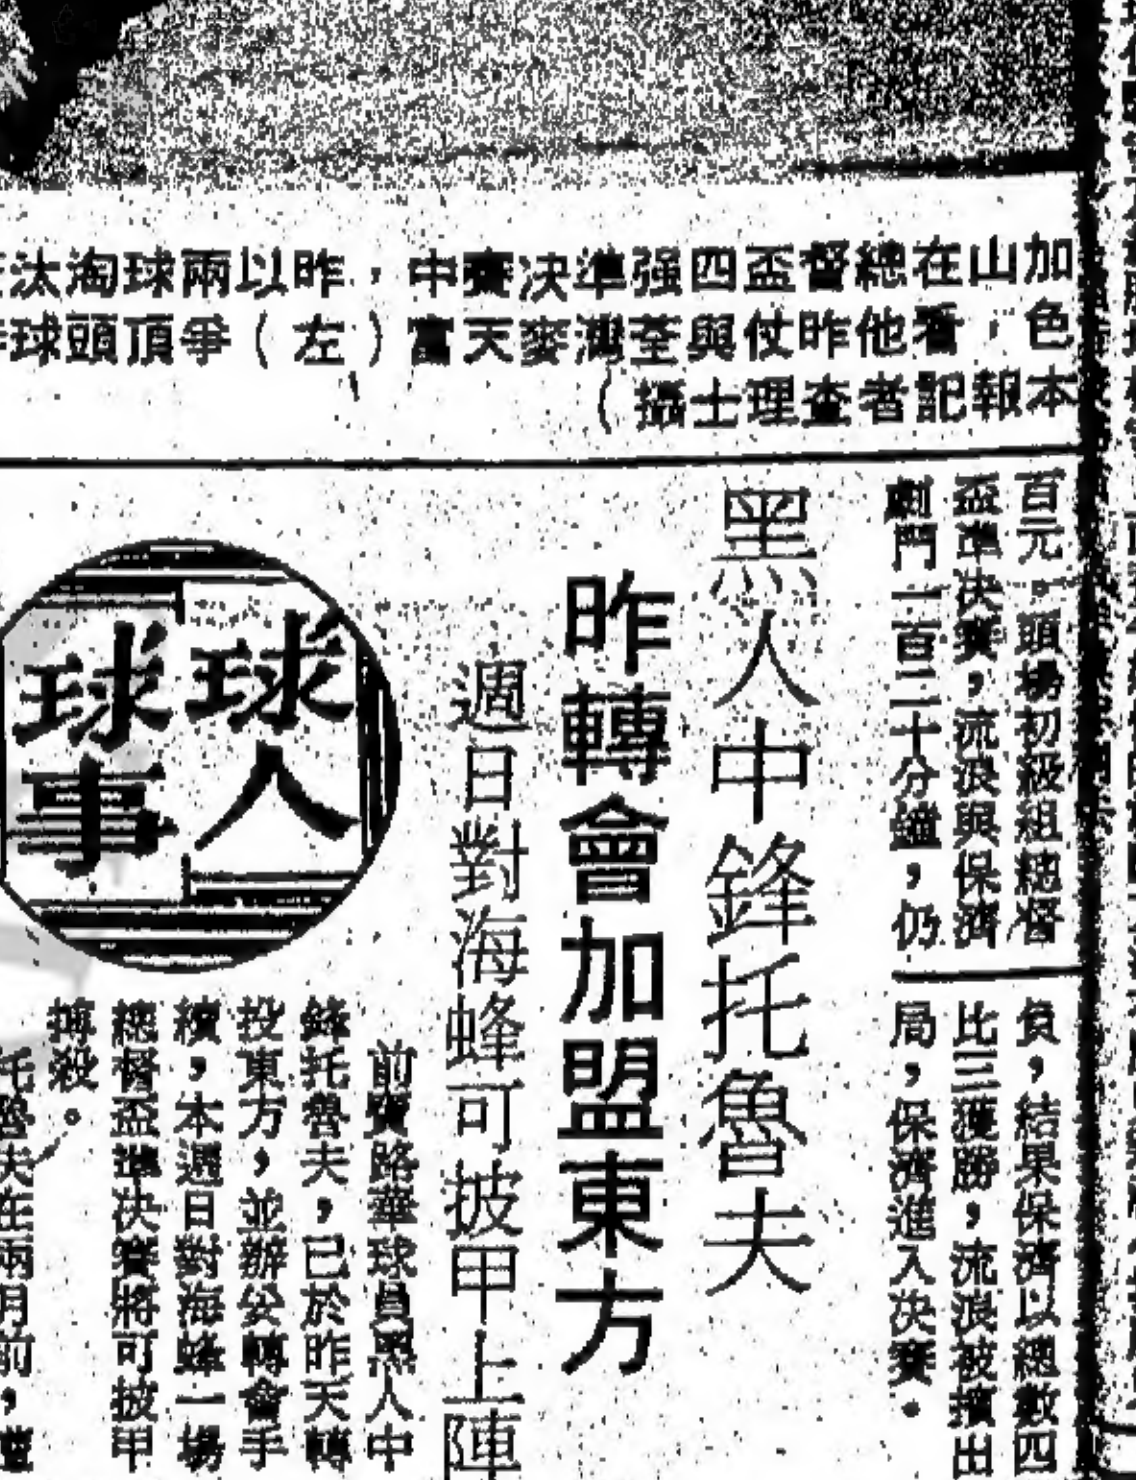 加山在總督盃四强準决賽中，昨以兩球淘汰
色，看他昨仗與荃灣麥天富（左）爭頂頭球
本報記者查理士攝
百元。頭場初級組總督
盃準决賽，流浪與保濟
劇鬥一百二十分鐘，仍
負，結果保濟以總數四
比三獲勝，流浪被擯出
局，保濟進入决賽。
黑人中鋒托魯夫
昨轉會加盟東方
週日對海蜂可披甲上陣
球人
球事
前寶路華球員黑人中
鋒托魯夫，已於昨天轉
投東方，並辦公轉會手
續，本週日對海蜂一場
總督盃準决賽將可披甲
搏殺。
托魯夫在兩月前，